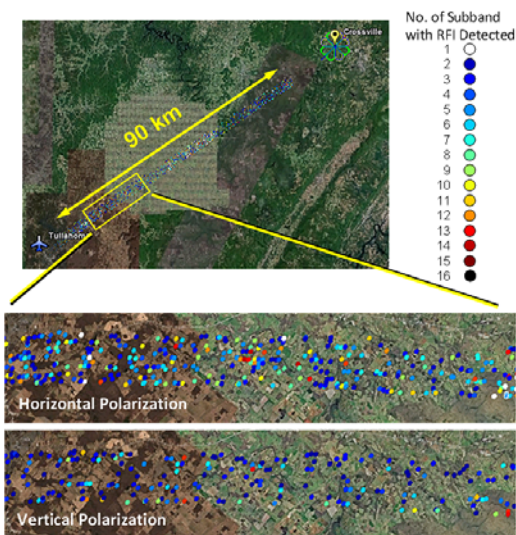 No. of Subband
with RFI Detected
1
2
3
4
5
6
7
8
9
10
11
12
13
14
15
16
Crossville
90 km
Tullahom
Horizontal Polarization
Vertical Polarization